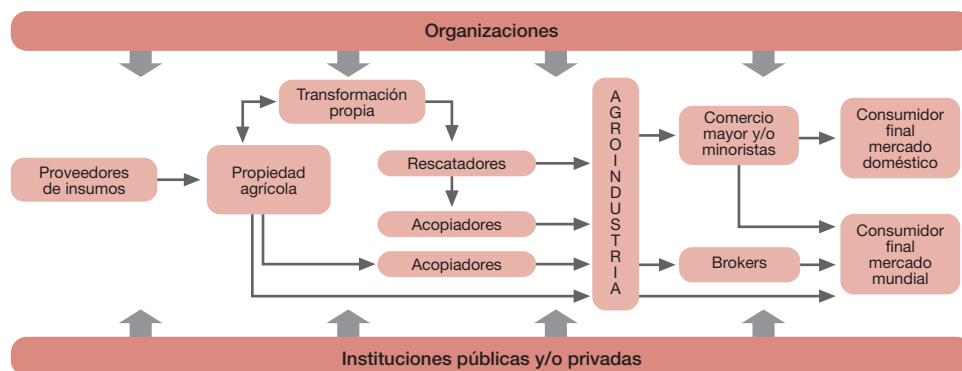 Organizaciones
Transformación
propia
Proveedores
de insumos
Propiedad
agrícola
Rescatadores
Acopiadores
Acopiadores
A
G
R
O
I
N
D
U
S
T
R
I
A
Comercio
mayor y/o
minoristas
Brokers
Consumidor
final
mercado
doméstico
Consumidor
final
mercado
mundial
Instituciones públicas y/o privadas